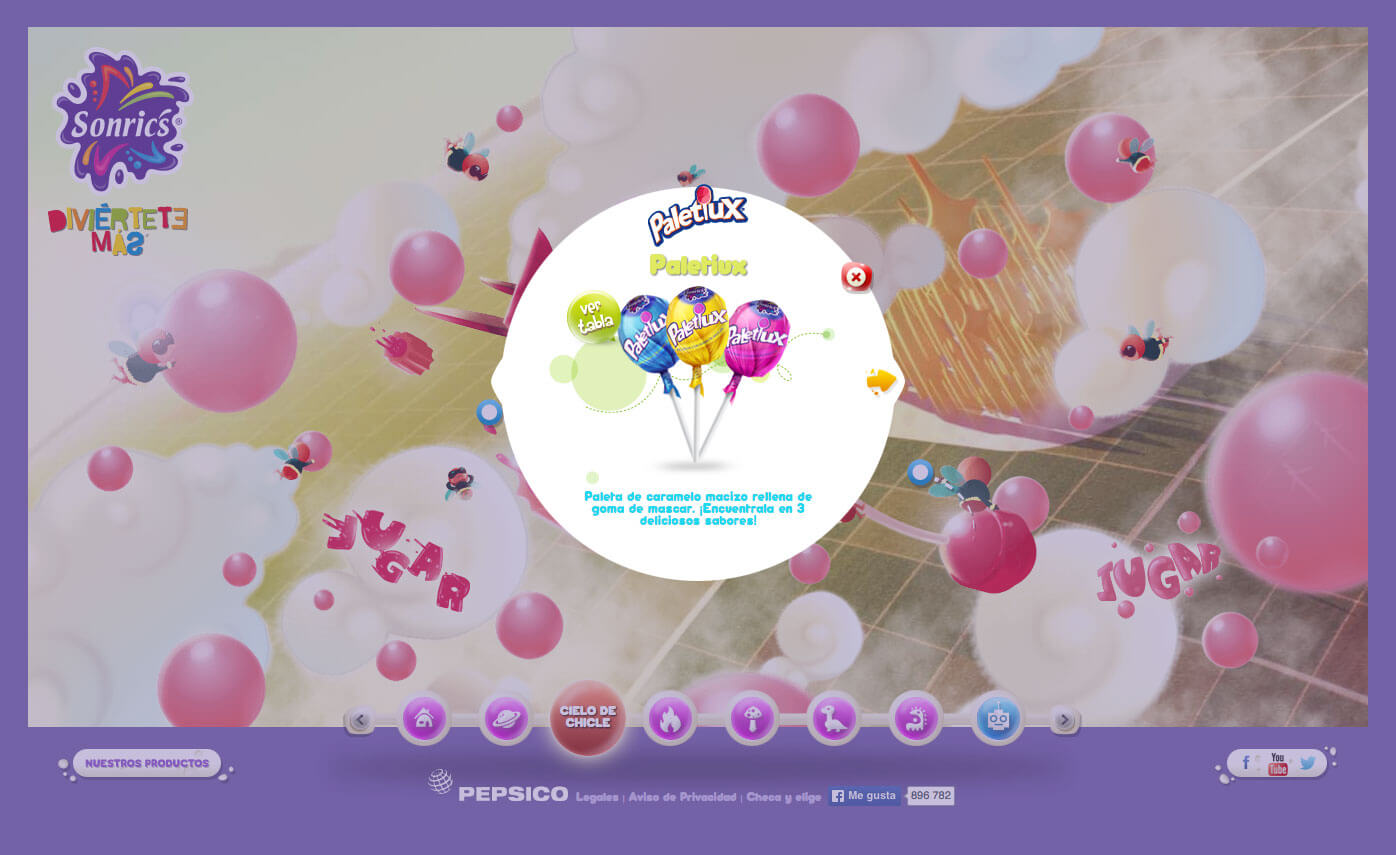 Sonric's®
DIVIÉRTETE
MÁS
Paletiux
Paletiux
ver
tabla
Paletiux
Paletiux
Paletiux
Paleta de caramelo macizo rellena de
goma de mascar. ¡Encuentrala en 3
deliciosos sabores!
JUGAR
JUGAR
CIELO DE
CHICLE
NUESTROS PRODUCTOS
You
Tube
PEPSICO Legales | Aviso de Privacidad | Checa y elige Me gusta 896 782